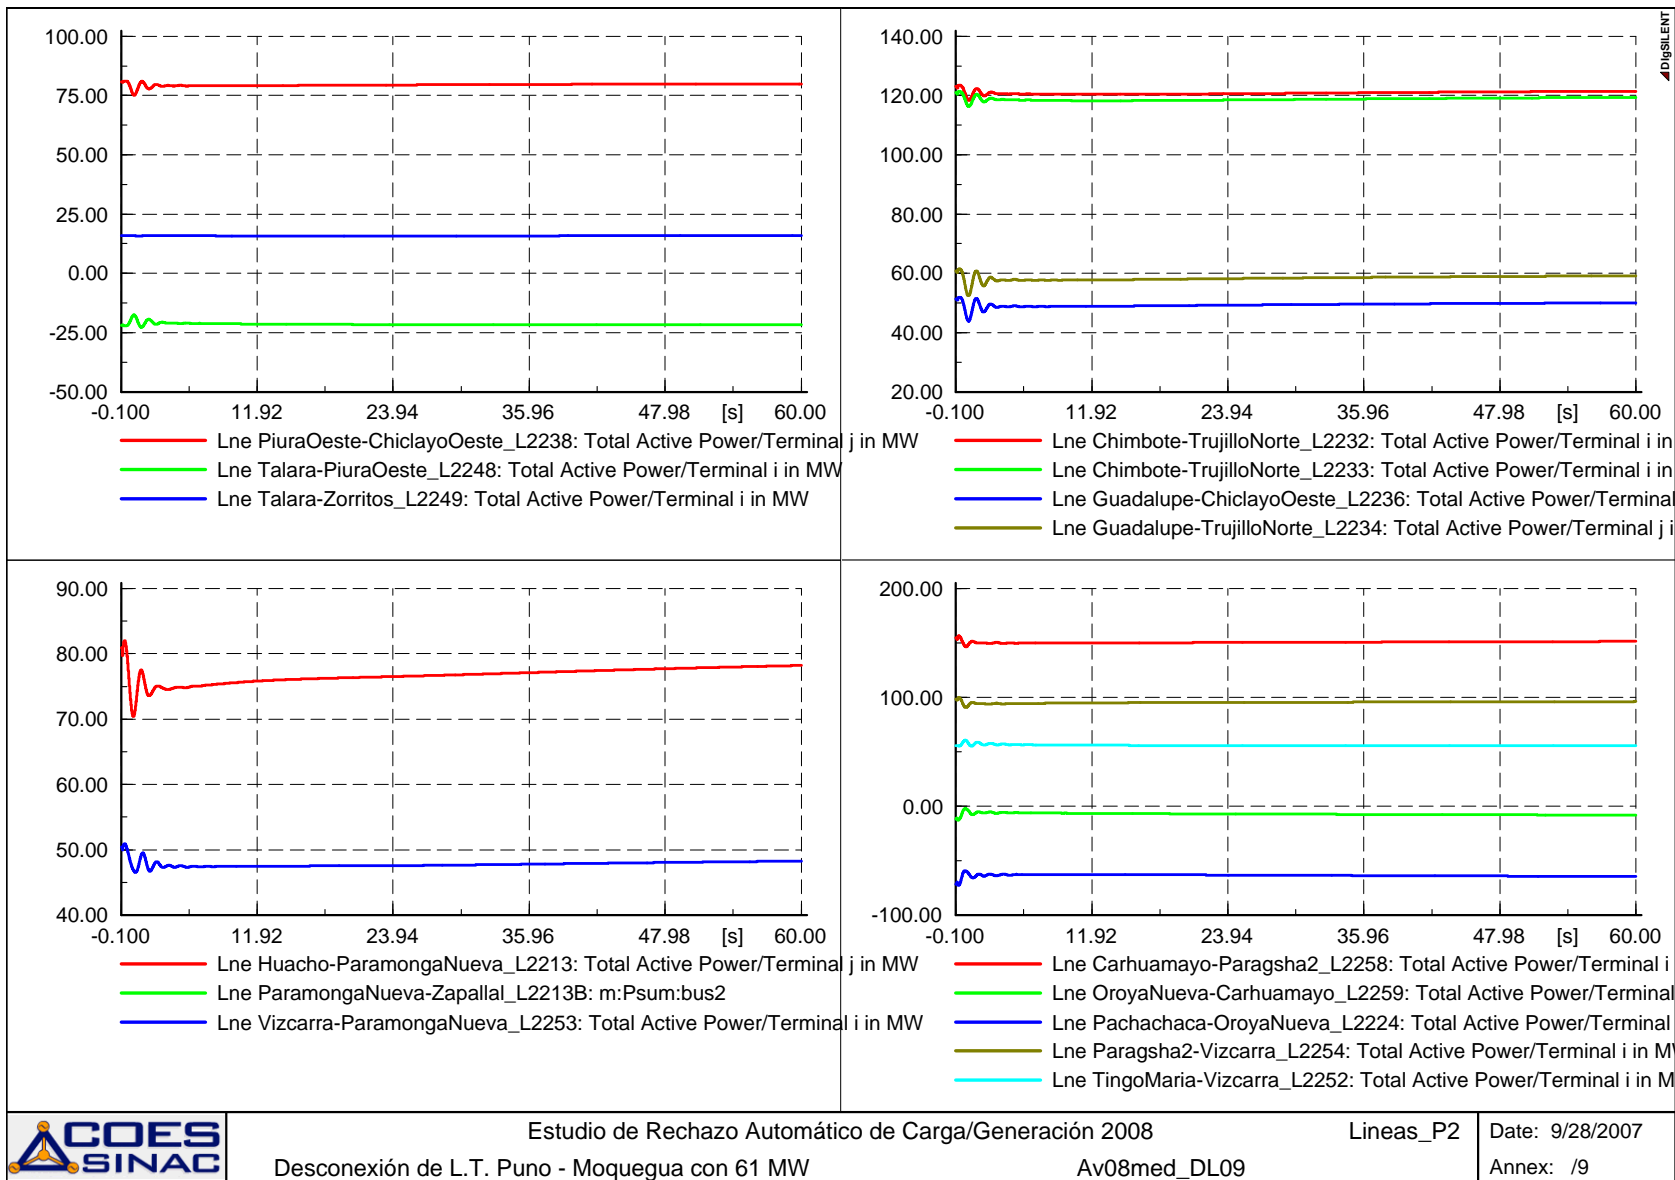 100.00
75.00
50.00
25.00
0.00
-25.00
-50.00
-0.100 11.92 23.94 35.96 47.98 [s] 60.00
Lne PiuraOeste-ChiclayoOeste_L2238: Total Active Power/Terminal j in MW
Lne Talara-PiuraOeste_L2248: Total Active Power/Terminal i in MW
Lne Talara-Zorritos_L2249: Total Active Power/Terminal i in MW
140.00
120.00
100.00
80.00
60.00
40.00
20.00
-0.100 11.92 23.94 35.96 47.98 [s] 60.00
Lne Chimbote-TrujilloNorte_L2232: Total Active Power/Terminal i in
Lne Chimbote-TrujilloNorte_L2233: Total Active Power/Terminal i in
Lne Guadalupe-ChiclayoOeste_L2236: Total Active Power/Terminal
Lne Guadalupe-TrujilloNorte_L2234: Total Active Power/Terminal j i
DIgSILENT
90.00
80.00
70.00
60.00
50.00
40.00
-0.100 11.92 23.94 35.96 47.98 [s] 60.00
Lne Huacho-ParamongaNueva_L2213: Total Active Power/Terminal j in MW
Lne ParamongaNueva-Zapallal_L2213B: m:Psum:bus2
Lne Vizcarra-ParamongaNueva_L2253: Total Active Power/Terminal i in MW
200.00
100.00
0.00
-100.00
-0.100 11.92 23.94 35.96 47.98 [s] 60.00
Lne Carhuamayo-Paragsha2_L2258: Total Active Power/Terminal i
Lne OroyaNueva-Carhuamayo_L2259: Total Active Power/Terminal
Lne Pachachaca-OroyaNueva_L2224: Total Active Power/Terminal
Lne Paragsha2-Vizcarra_L2254: Total Active Power/Terminal i in M
Lne TingoMaria-Vizcarra_L2252: Total Active Power/Terminal i in M
COES
SINAC
Estudio de Rechazo Automático de Carga/Generación 2008 Lineas_P2
Desconexión de L.T. Puno - Moquegua con 61 MW Av08med_DL09
Date: 9/28/2007
Annex: /9